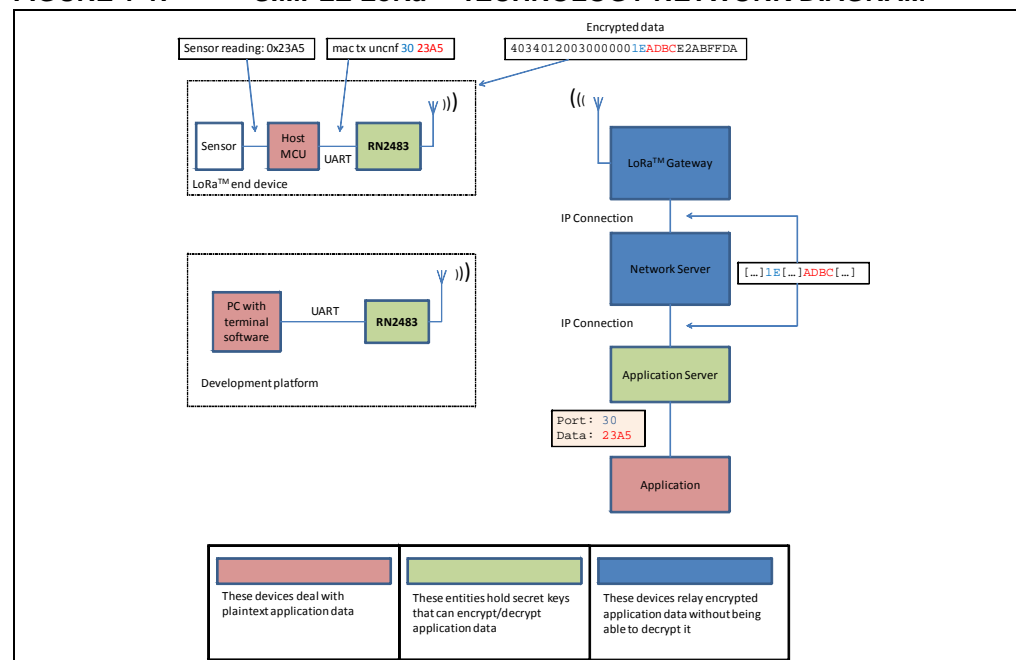 Encrypted data
Sensor reading: 0x23A5
mac tx uncnf 30 23A5
40340120030000001EADBCE2ABFFDA
Sensor
Host
MCU
UART
RN2483
LoRa™ end device
LoRa™ Gateway
IP Connection
Network Server
[…]1E[…]ADBC[…]
IP Connection
PC with
terminal
software
UART
RN2483
Development platform
Application Server
Port: 30
Data: 23A5
Application
These devices deal with
plaintext application data
These entities hold secret keys
that can encrypt/decrypt
application data
These devices relay encrypted
application data without being
able to decrypt it